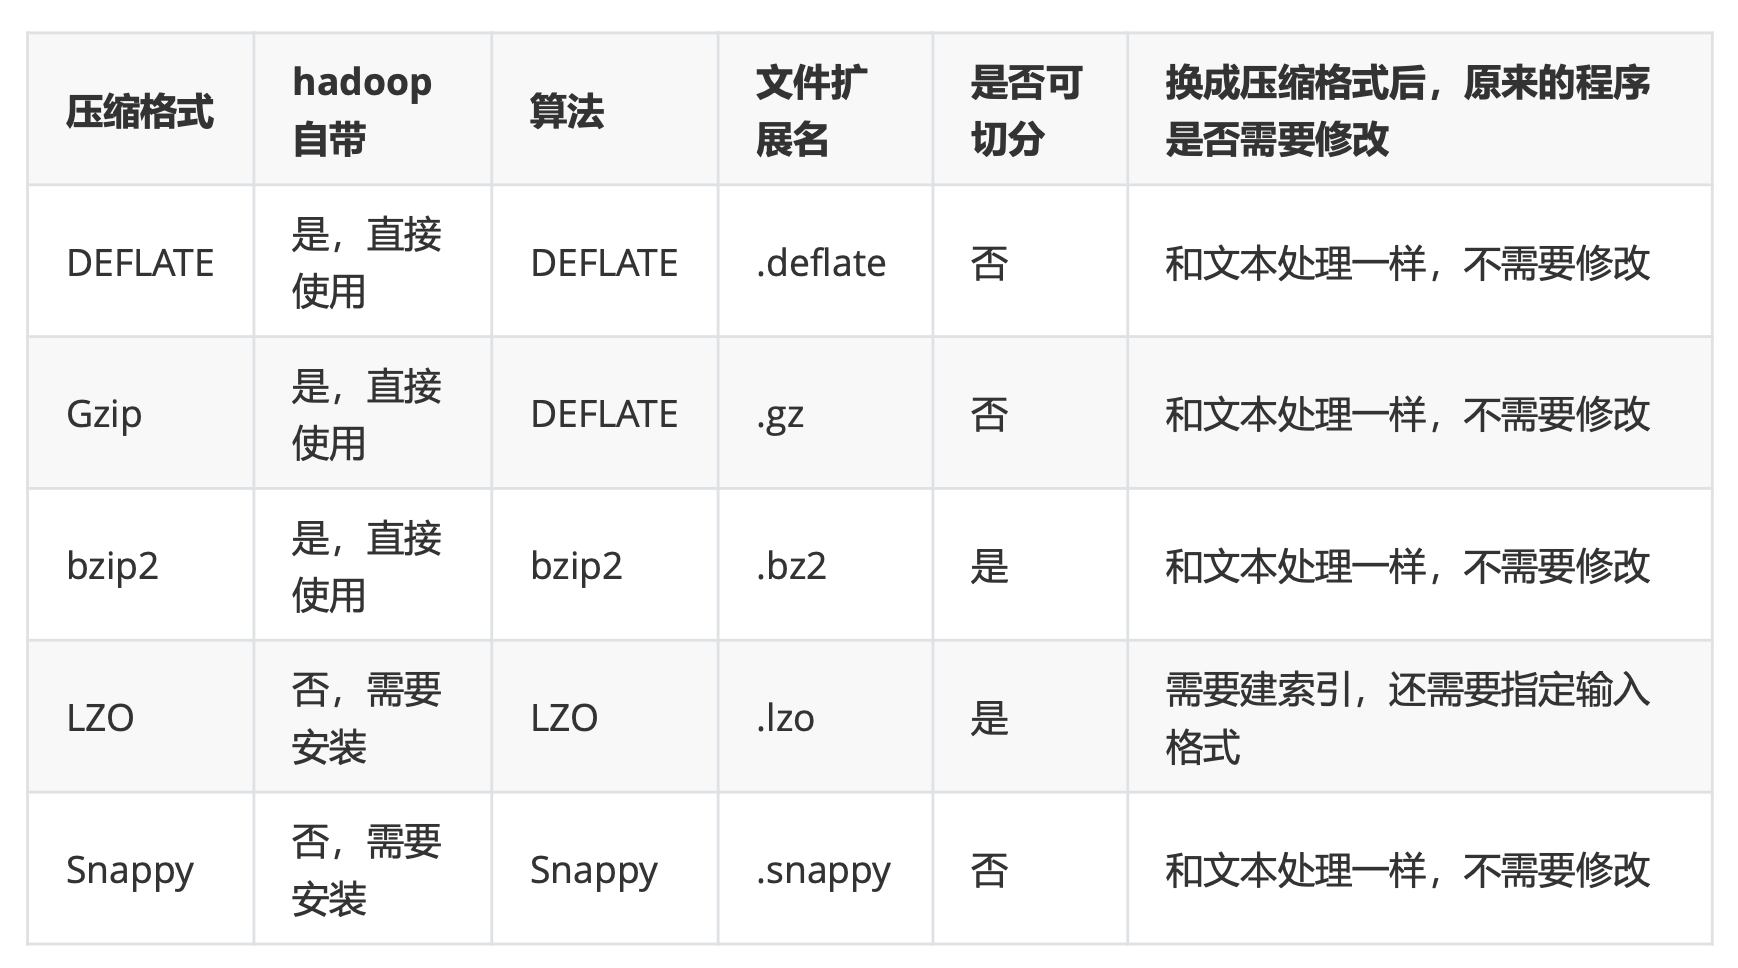 压缩格式
hadoop
自带
算法
文件扩
展名
是否可
切分
换成压缩格式后，原来的程序
是否需要修改
DEFLATE
是，直接
使用
DEFLATE
.deflate
否
和文本处理一样，不需要修改
Gzip
是，直接
使用
DEFLATE
.gz
否
和文本处理一样，不需要修改
bzip2
是，直接
使用
bzip2
.bz2
是
和文本处理一样，不需要修改
LZO
否，需要
安装
LZO
.lzo
是
需要建索引，还需要指定输入
格式
Snappy
否，需要
安装
Snappy
.snappy
否
和文本处理一样，不需要修改